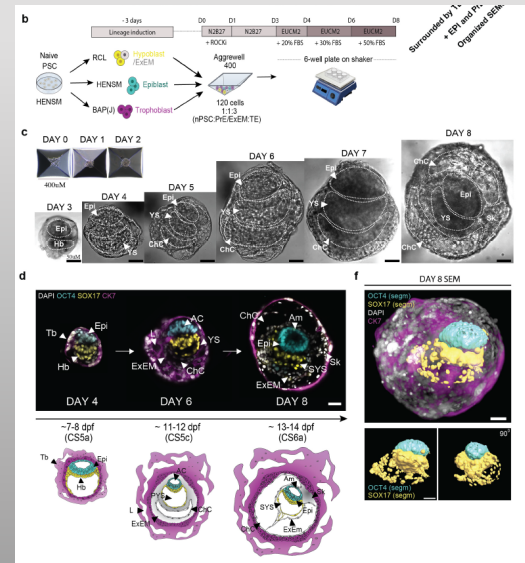 b
~3 days
D0 D1 D3 D4 D6 D8
Lineage induction N2B27 N2B27 EUCM2 EUCM2 EUCM2
+ ROCKi + 20% FBS + 30% FBS + 50% FBS
Surrounded by
+ EPI and
Organized
Naive
PSC
HENSM
RCL
Hypoblast
/ExEM
HENSM
Epiblast
BAP(J)
Trophoblast
Aggrewell
400
120 cells
1:1:3
(nPSC:PrE/ExEM:TE)
6-well plate on shaker
c
DAY 0 DAY 1 DAY 2
400uM
DAY 3
Epi
Hb
50uM
DAY 4
Epi
YS
DAY 5
Epi
YS
ChC
DAY 6
Epi
YS
ChC
DAY 7
Epi
YS
ChC
DAY 8
Epi
YS
Sk
ChC
d
DAPI OCT4 SOX17 CK7
Tb
Epi
Hb
DAY 4
L
AC
YS
ExEM
ChC
DAY 6
ChC
Am
Epi
SYS
Sk
ExEM
DAY 8
~7-8 dpf
(CS5a)
~ 11-12 dpf
(CS5c)
~ 13-14 dpf
(CS6a)
Tb
Epi
Hb
AC
PYS
L
ChC
ExEM
Am
Sk
SYS
Epi
ChC
ExEm
f
DAY 8 SEM
OCT4 (segm)
SOX17 (segm)
DAPI
CK7
90°
OCT4 (segm)
SOX17 (segm)